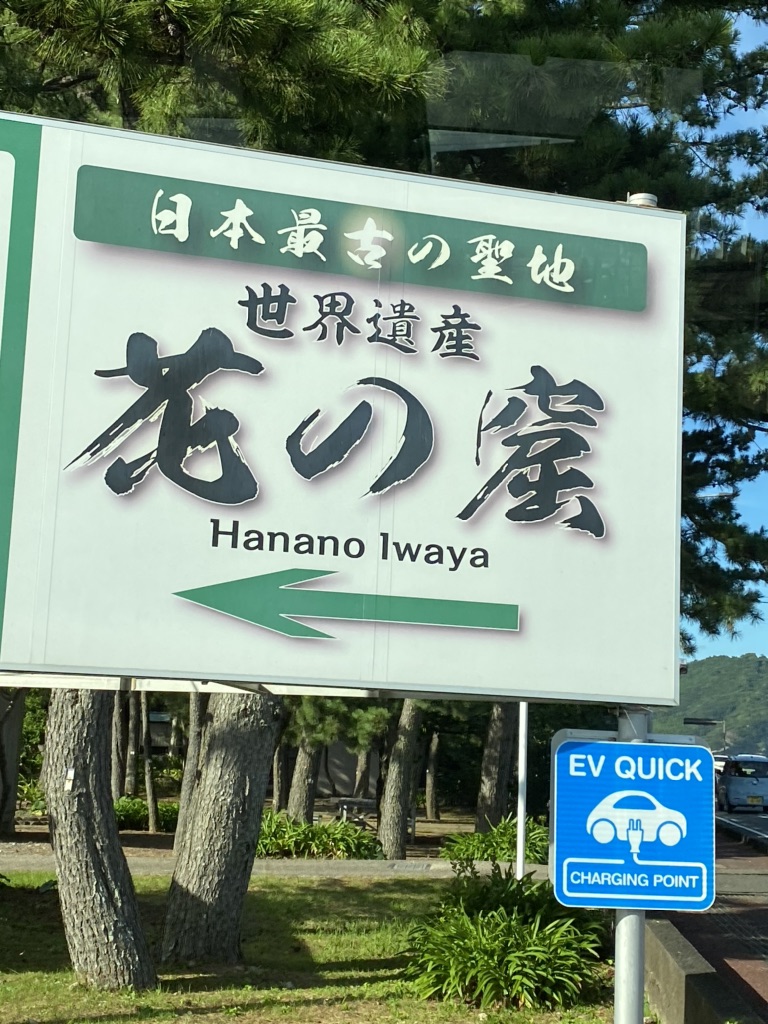 日本最古の聖地
世界遺産
花の窟
Hanano Iwaya
EV QUICK
CHARGING POINT